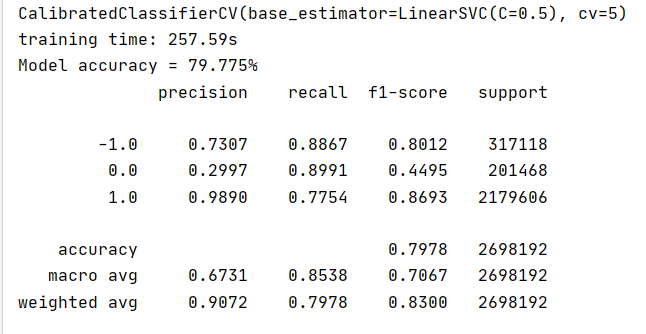 CalibratedClassifierCV(base_estimator=LinearSVC(C=0.5), cv=5)
training time: 257.59s
Model accuracy = 79.775%
precision recall f1-score support
-1.0 0.7307 0.8867 0.8012 317118
0.0 0.2997 0.8991 0.4495 201468
1.0 0.9890 0.7754 0.8693 2179606
accuracy 0.7978 2698192
macro avg 0.6731 0.8538 0.7067 2698192
weighted avg 0.9072 0.7978 0.8300 2698192